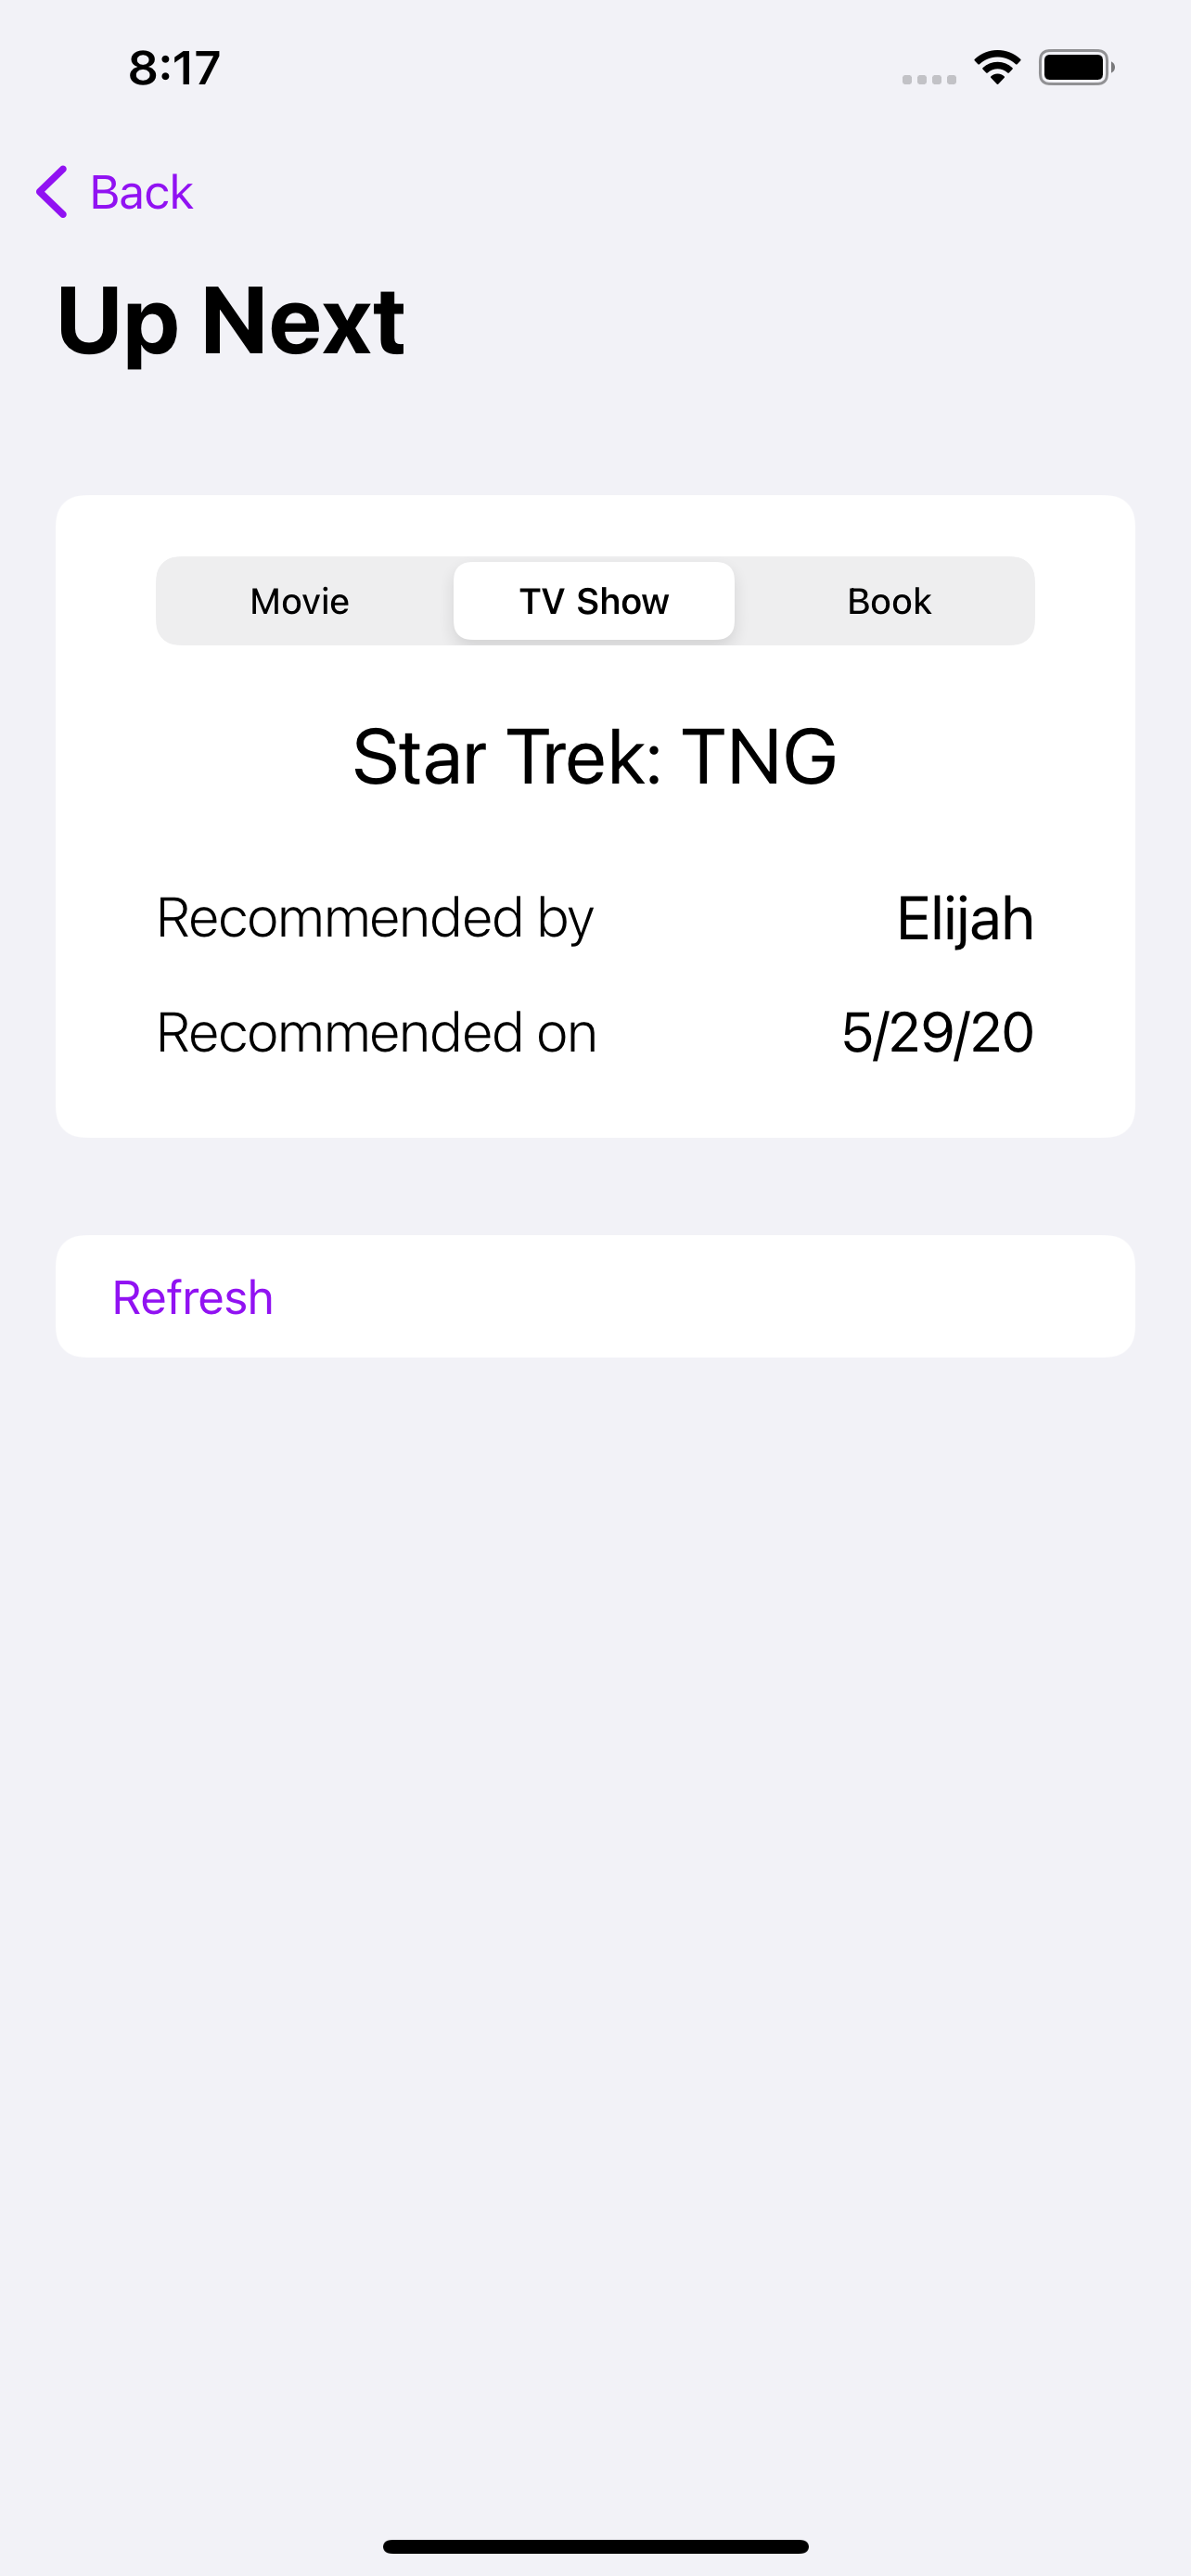 8:17
Back
Up Next
Movie TV Show Book
Star Trek: TNG
Recommended by Elijah
Recommended on 5/29/20
Refresh